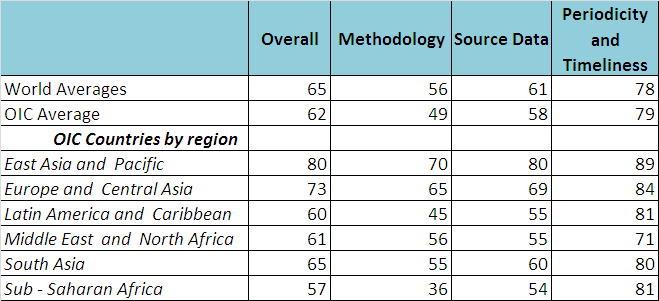 Overall Methodology Source Data Periodicity and Timeliness
World Averages 65 56 61 78
OIC Average 62 49 58 79
OIC Countries by region
East Asia and Pacific 80 70 80 89
Europe and Central Asia 73 65 69 84
Latin America and Caribbean 60 45 55 81
Middle East and North Africa 61 56 55 71
South Asia 65 55 60 80
Sub - Saharan Africa 57 36 54 81